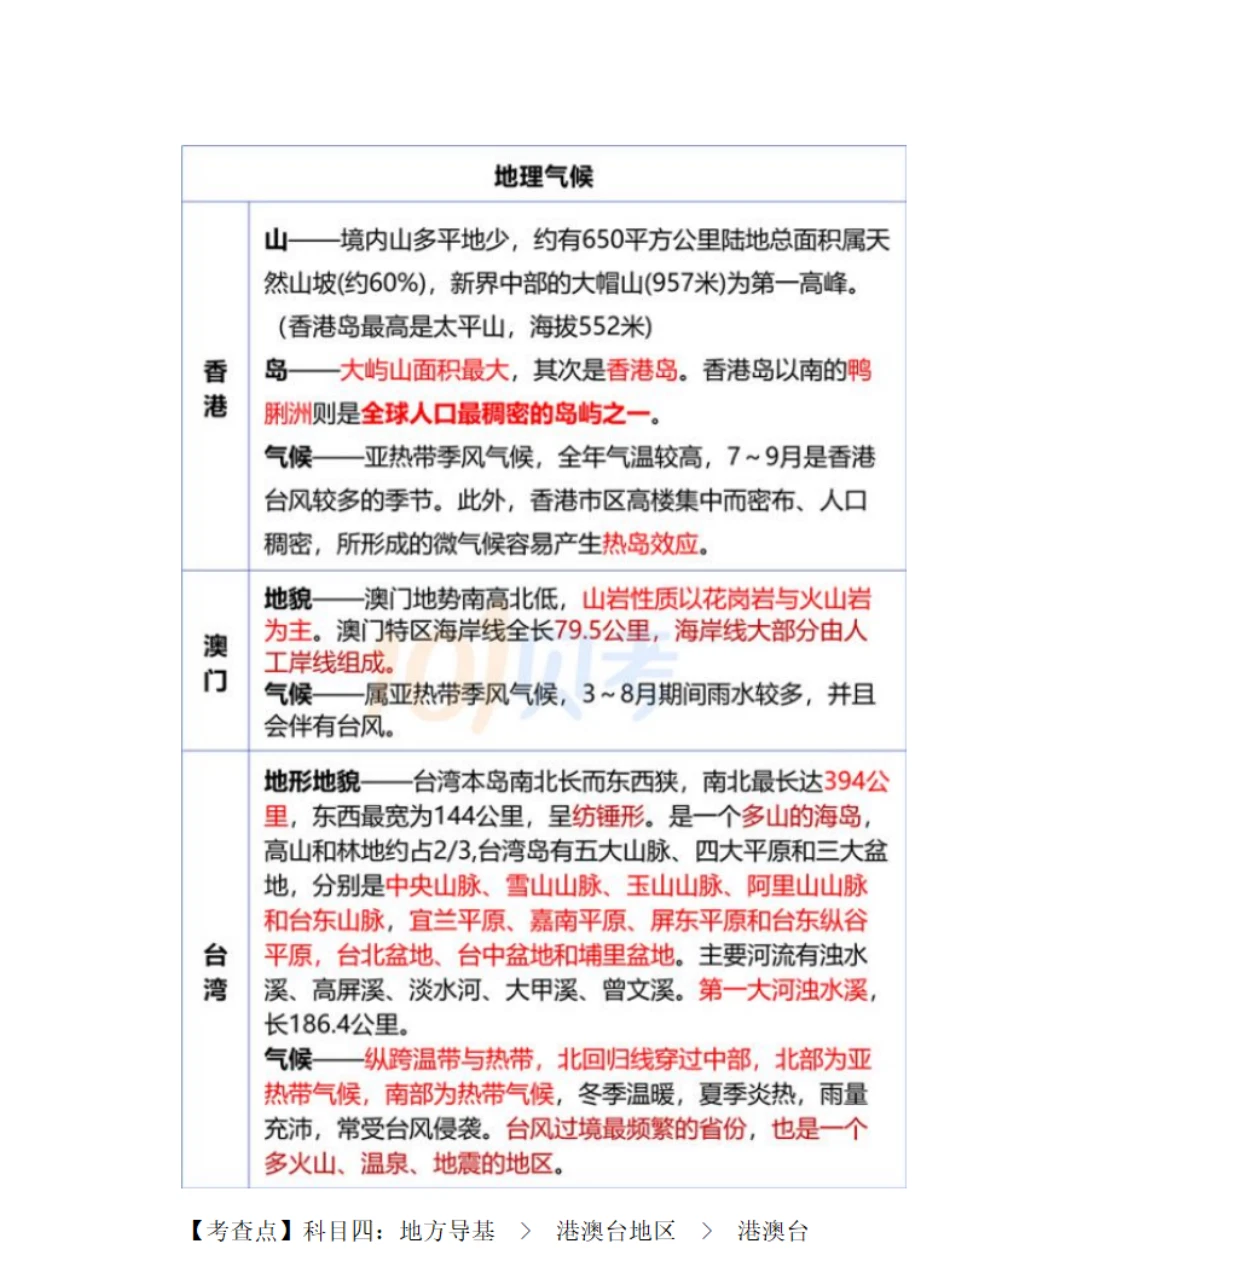 地理气候
山——境内山多平地少，约有650平方公里陆地总面积属天
然山坡(约60%)，新界中部的大帽山(957米)为第一高峰。
（香港岛最高是太平山，海拔552米)
香港
岛——大屿山面积最大，其次是香港岛。香港岛以南的鸭
脷洲则是全球人口最稠密的岛屿之一。
气候——亚热带季风气候，全年气温较高，7～9月是香港
台风较多的季节。此外，香港市区高楼集中而密布、人口
稠密，所形成的微气候容易产生热岛效应。
澳门
地貌——澳门地势南高北低，山岩性质以花岗岩与火山岩
为主。澳门特区海岸线全长79.5公里，海岸线大部分由人
工岸线组成。
气候——属亚热带季风气候，3～8月期间雨水较多，并且
会伴有台风。
101贝考
台湾
地形地貌——台湾本岛南北长而东西狭，南北最长达394公
里，东西最宽为144公里，呈纺锤形。是一个多山的海岛，
高山和林地约占2/3,台湾岛有五大山脉、四大平原和三大盆
地，分别是中央山脉、雪山山脉、玉山山脉、阿里山山脉
和台东山脉，宜兰平原、嘉南平原、屏东平原和台东纵谷
平原，台北盆地、台中盆地和埔里盆地。主要河流有浊水
溪、高屏溪、淡水河、大甲溪、曾文溪。第一大河浊水溪，
长186.4公里。
气候——纵跨温带与热带，北回归线穿过中部，北部为亚
热带气候，南部为热带气候，冬季温暖，夏季炎热，雨量
充沛，常受台风侵袭。台风过境最频繁的省份，也是一个
多火山、温泉、地震的地区。
【考查点】科目四：地方导基 > 港澳台地区 > 港澳台